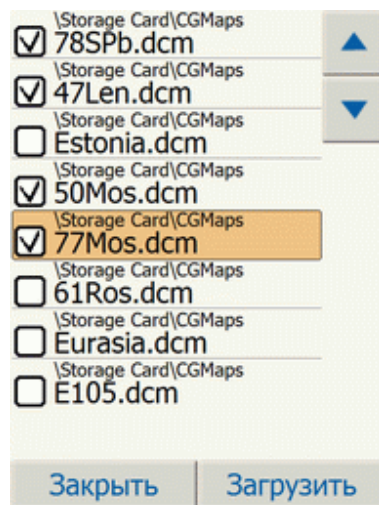 \Storage Card\CGMaps
78SPb.dcm
\Storage Card\CGMaps
47Len.dcm
\Storage Card\CGMaps
Estonia.dcm
\Storage Card\CGMaps
50Mos.dcm
\Storage Card\CGMaps
77Mos.dcm
\Storage Card\CGMaps
61Ros.dcm
\Storage Card\CGMaps
Eurasia.dcm
\Storage Card\CGMaps
E105.dcm
Закрыть Загрузить